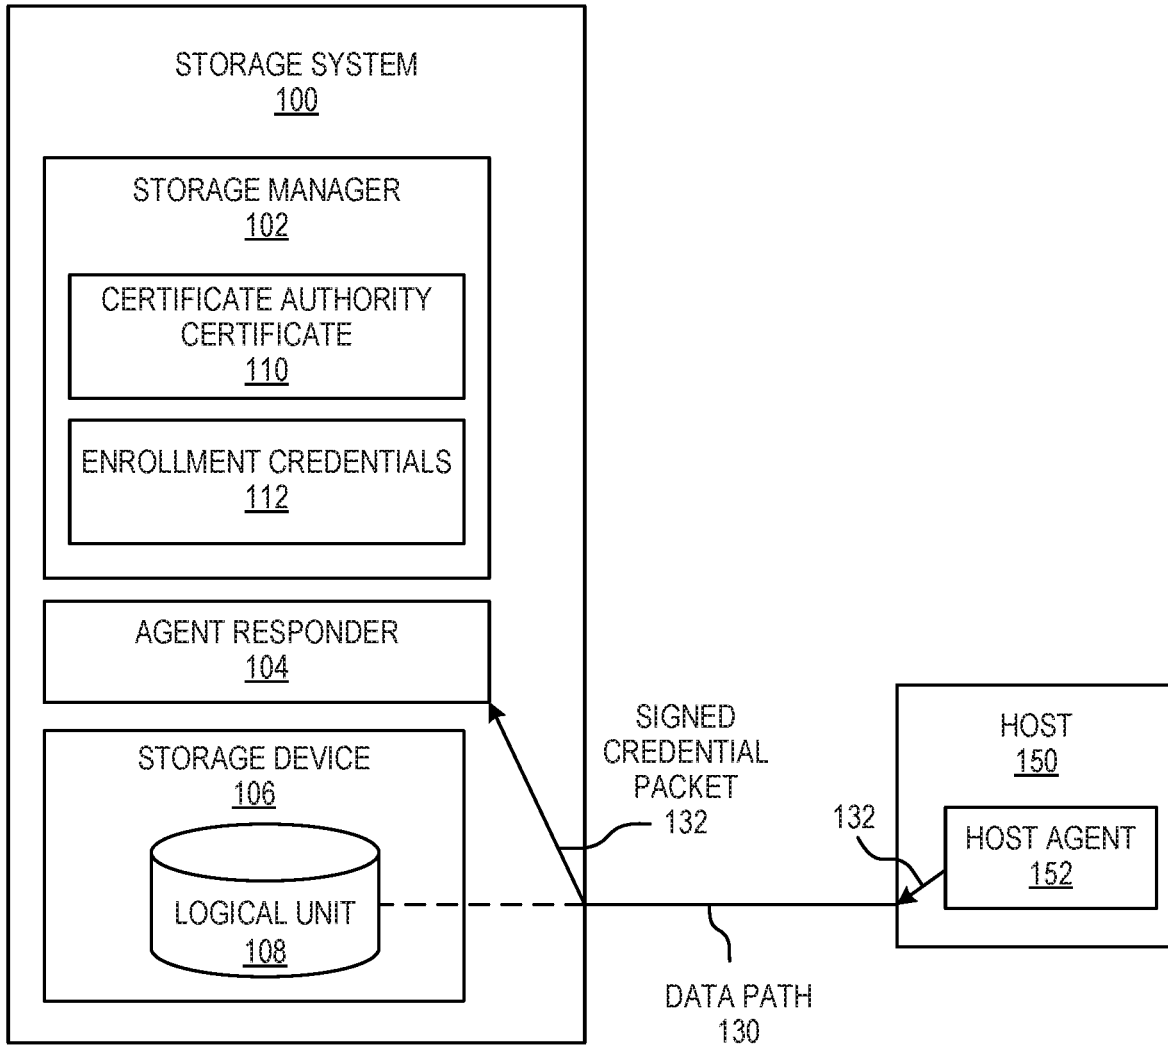 STORAGE SYSTEM
100
STORAGE MANAGER
102
CERTIFICATE AUTHORITY
CERTIFICATE
110
ENROLLMENT CREDENTIALS
112
AGENT RESPONDER
104
STORAGE DEVICE
106
LOGICAL UNIT
108
SIGNED
CREDENTIAL
PACKET
132
DATA PATH
130
HOST
150
132
HOST AGENT
152